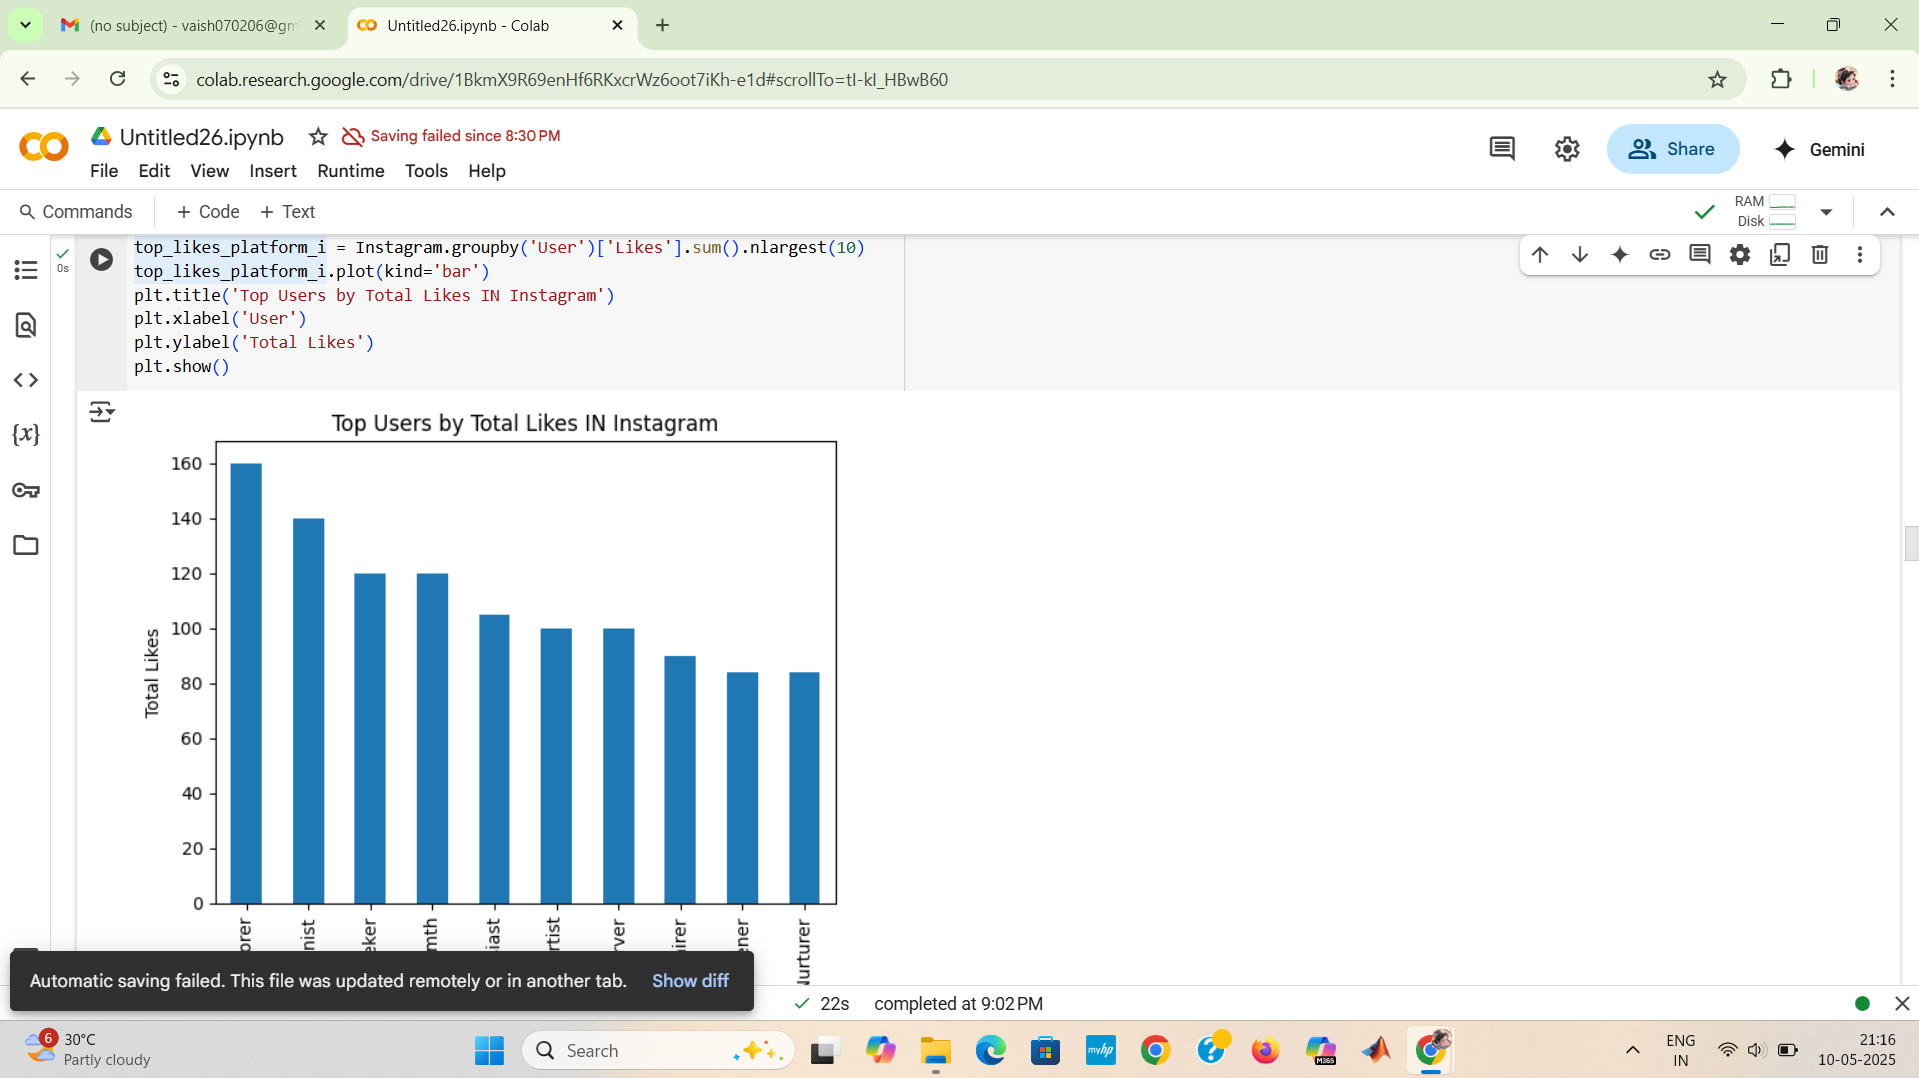 (no subject) - vaish070206@gm
Untitled26.ipynb - Colab
colab.research.google.com/drive/1BkmX9R69enHf6RKxcrWz6oot7iKh-e1d#scrollTo=tI-kI_HBwB60
Untitled26.ipynb
Saving failed since 8:30 PM
File Edit View Insert Runtime Tools Help
Share
Gemini
Commands + Code + Text
RAM
Disk
0s
top_likes_platform_i = Instagram.groupby('User')['Likes'].sum().nlargest(10)
top_likes_platform_i.plot(kind='bar')
plt.title('Top Users by Total Likes IN Instagram')
plt.xlabel('User')
plt.ylabel('Total Likes')
plt.show()
{x}
Top Users by Total Likes IN Instagram
160
140
120
100
80
60
40
20
0
Total Likes
orer
nist
eker
mth
iast
rtist
rver
irer
ener
Nurturer
Automatic saving failed. This file was updated remotely or in another tab. Show diff
22s completed at 9:02 PM
6
30°C
Partly cloudy
Search
myhp
M365
ENG
IN
21:16
10-05-2025